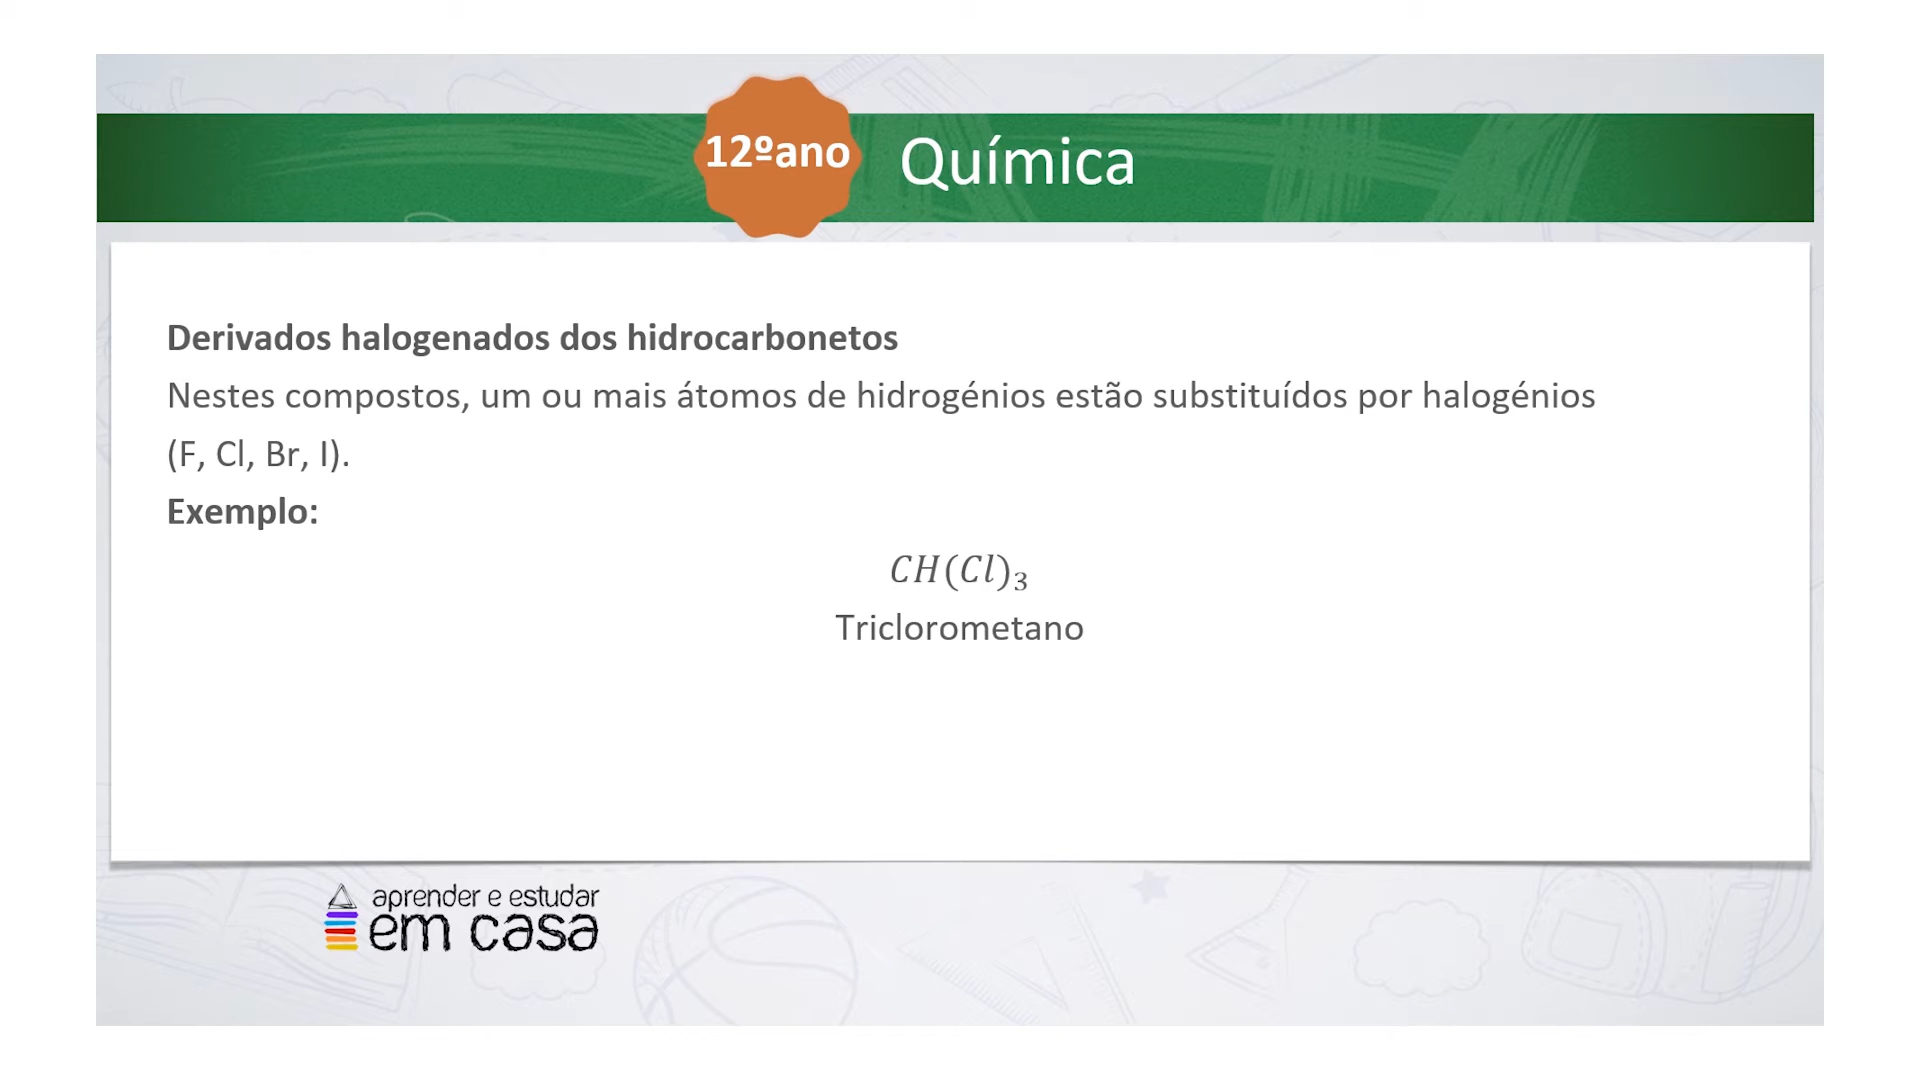 12ºano
Química
Derivados halogenados dos hidrocarbonetos
Nestes compostos, um ou mais átomos de hidrogénios estão substituídos por halogénios
(F, Cl, Br, I).
Exemplo:
CH(Cl)₃
Triclorometano
aprender e estudar
em casa